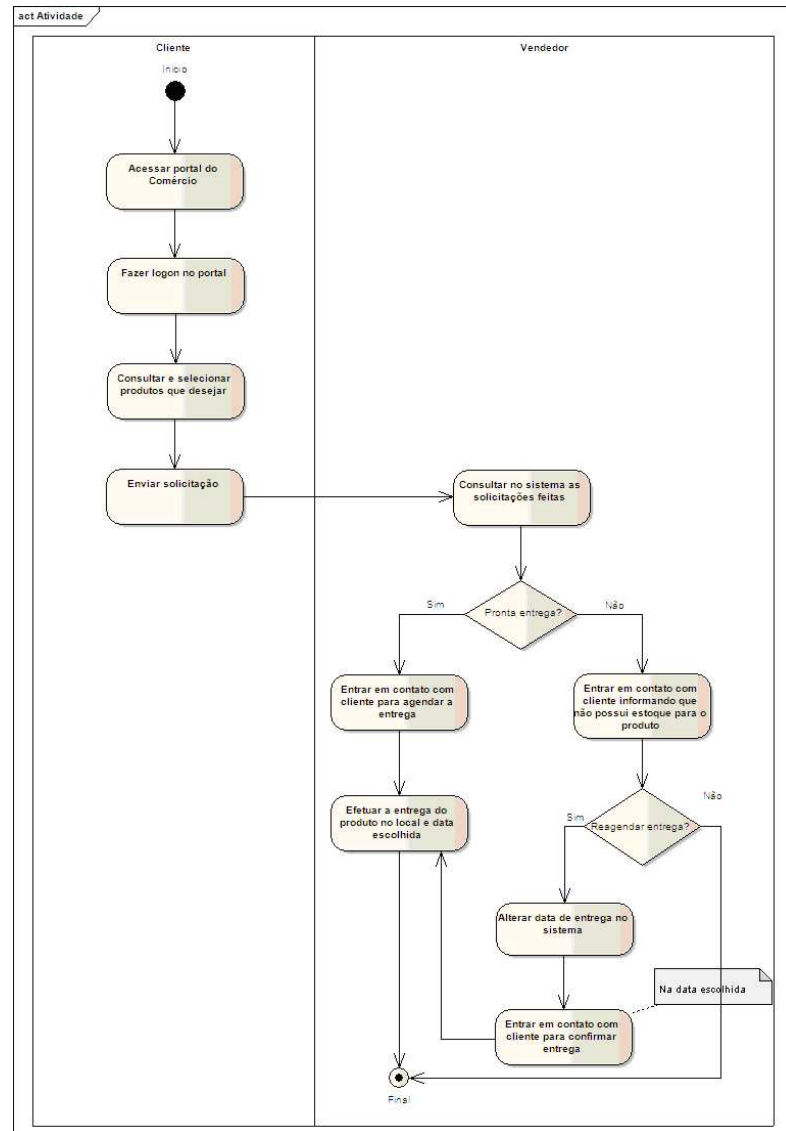 act Atividade
Cliente
Vendedor
Início
Acessar portal do
Comércio
Fazer logon no portal
Consultar e selecionar
produtos que desejar
Enviar solicitação
Consultar no sistema as
solicitações feitas
Pronta entrega?
Sim
Não
Entrar em contato com
cliente para agendar a
entrega
Entrar em contato com
cliente informando que
não possui estoque para o
produto
Efetuar a entrega do
produto no local e data
escolhida
Reagendar entrega?
Sim
Não
Alterar data de entrega no
sistema
Na data escolhida
Entrar em contato com
cliente para confirmar
entrega
Final